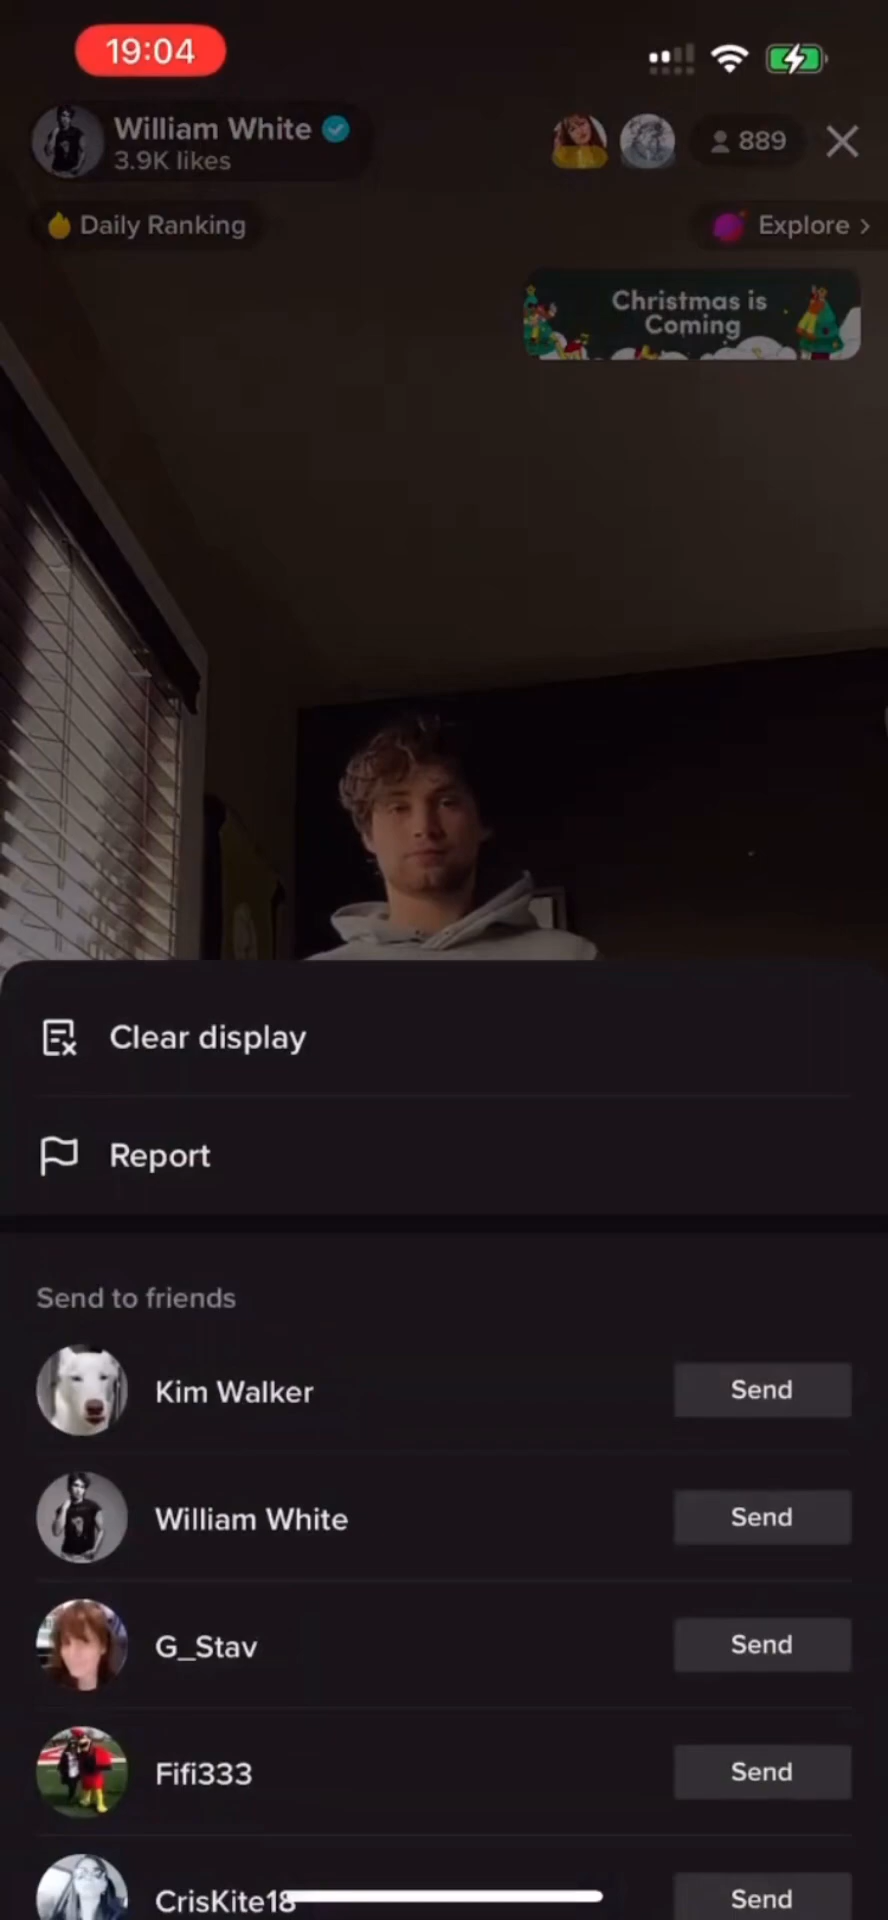 19:04
William White
3.9K likes
889
Daily Ranking
Explore >
Christmas is
Coming
Clear display
Report
Send to friends
Kim Walker
Send
William White
Send
G_Stav
Send
Fifi333
Send
CrisKite18
Send